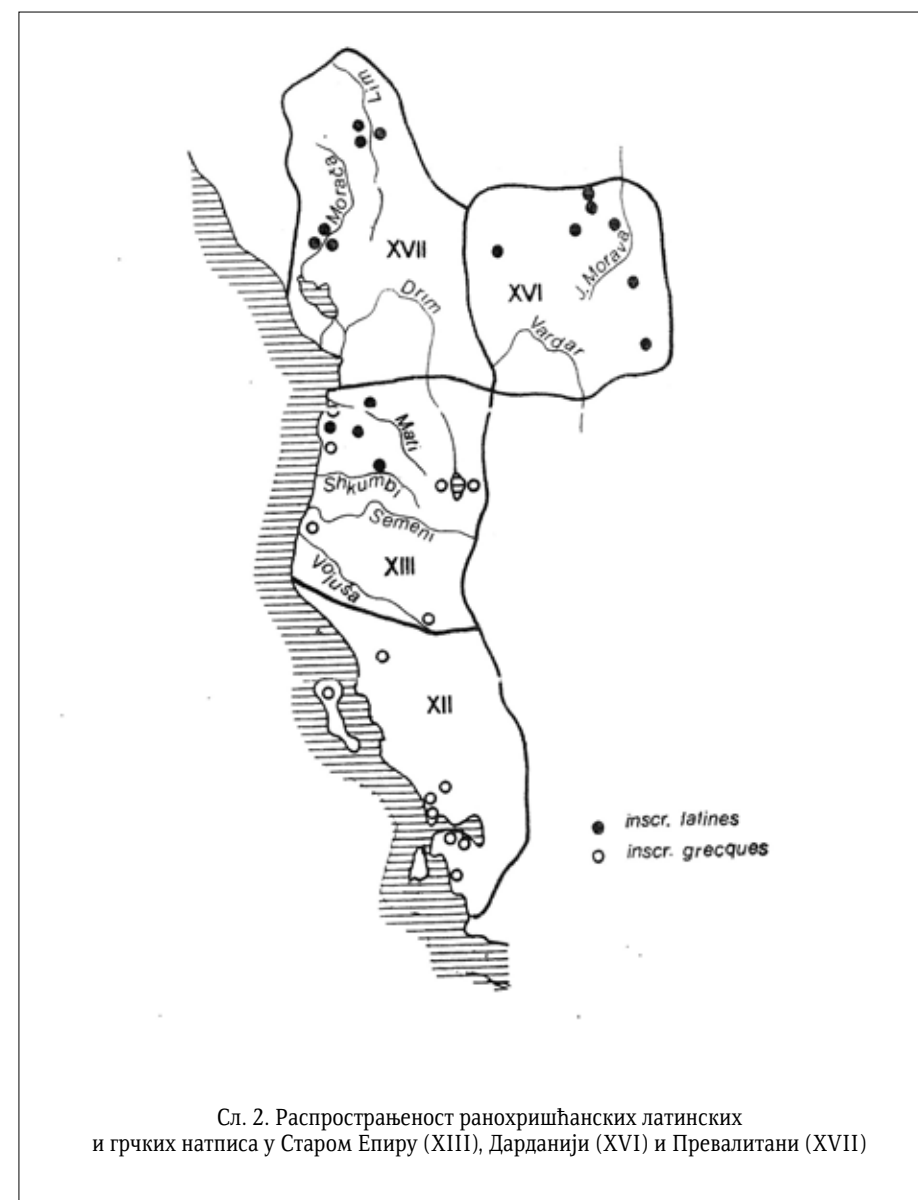 Lim
Morača
XVII
Drim
XVI
J. Morava
Vardar
Mati
Shkumbi
Semeni
XIII
Vojuša
XII
inscr. latines
inscr. grecques
Сл. 2. Распрострањеност ранохришћанских латинских
и грчких натписа у Старом Епиру (XIII), Дарданији (XVI) и Превалитани (XVII)